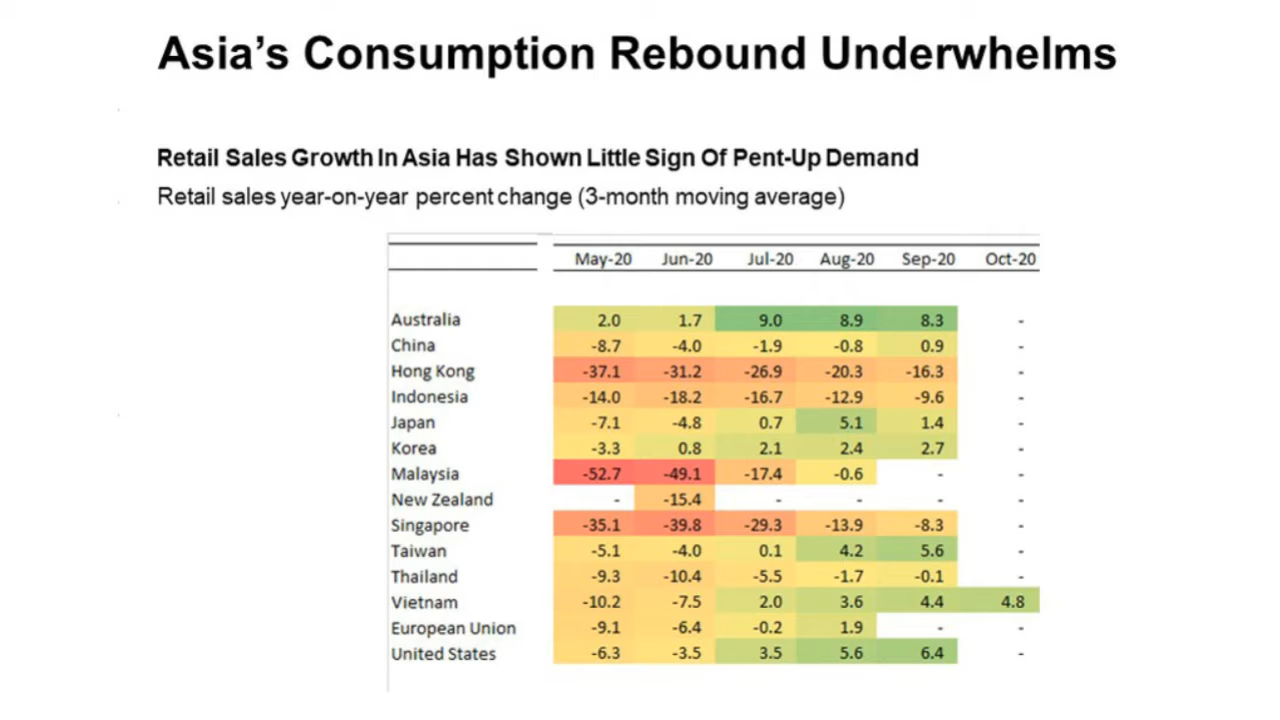 Asia’s Consumption Rebound Underwhelms
Retail Sales Growth In Asia Has Shown Little Sign Of Pent-Up Demand
Retail sales year-on-year percent change (3-month moving average)
May-20 Jun-20 Jul-20 Aug-20 Sep-20 Oct-20
Australia 2.0 1.7 9.0 8.9 8.3 -
China -8.7 -4.0 -1.9 -0.8 0.9 -
Hong Kong -37.1 -31.2 -26.9 -20.3 -16.3 -
Indonesia -14.0 -18.2 -16.7 -12.9 -9.6 -
Japan -7.1 -4.8 0.7 5.1 1.4 -
Korea -3.3 0.8 2.1 2.4 2.7 -
Malaysia -52.7 -49.1 -17.4 -0.6 - -
New Zealand - -15.4 - - - -
Singapore -35.1 -39.8 -29.3 -13.9 -8.3 -
Taiwan -5.1 -4.0 0.1 4.2 5.6 -
Thailand -9.3 -10.4 -5.5 -1.7 -0.1 -
Vietnam -10.2 -7.5 2.0 3.6 4.4 4.8
European Union -9.1 -6.4 -0.2 1.9 - -
United States -6.3 -3.5 3.5 5.6 6.4 -